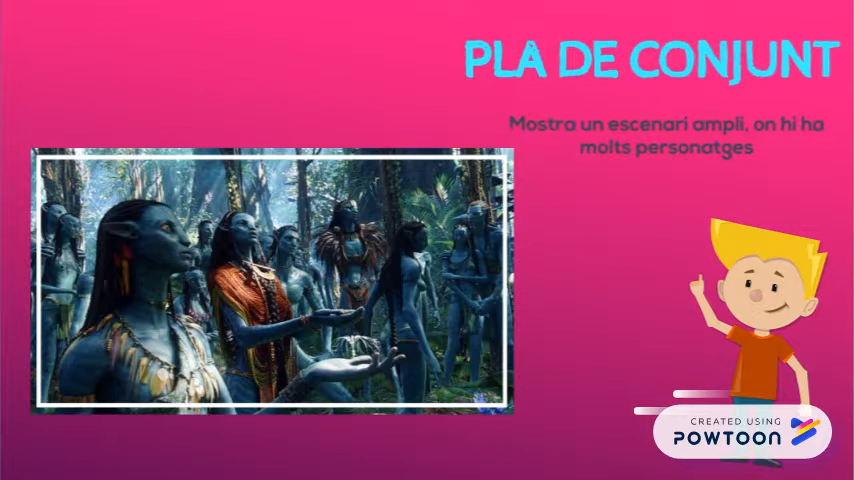 PLA DE CONJUNT
Mostra un escenari ampli, on hi ha
molts personatges
CREATED USING
POWTOON